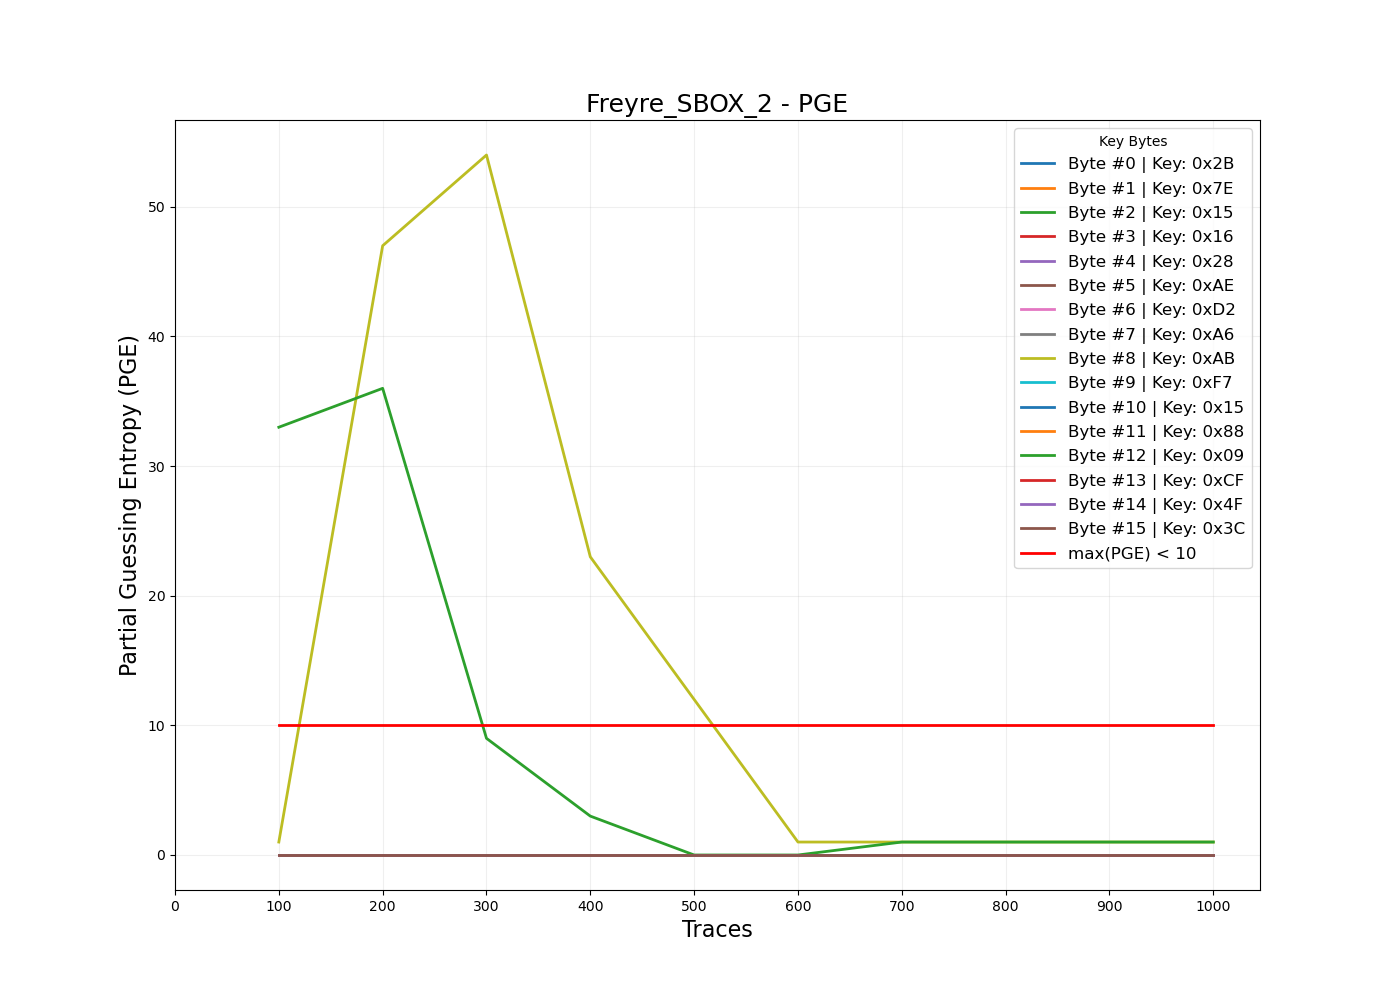 Freyre_SBOX_2 - PGE
Partial Guessing Entropy (PGE)
50
40
30
20
10
0
Key Bytes
Byte #0 | Key: 0x2B
Byte #1 | Key: 0x7E
Byte #2 | Key: 0x15
Byte #3 | Key: 0x16
Byte #4 | Key: 0x28
Byte #5 | Key: 0xAE
Byte #6 | Key: 0xD2
Byte #7 | Key: 0xA6
Byte #8 | Key: 0xAB
Byte #9 | Key: 0xF7
Byte #10 | Key: 0x15
Byte #11 | Key: 0x88
Byte #12 | Key: 0x09
Byte #13 | Key: 0xCF
Byte #14 | Key: 0x4F
Byte #15 | Key: 0x3C
max(PGE) < 10
0 100 200 300 400 500 600 700 800 900 1000
Traces